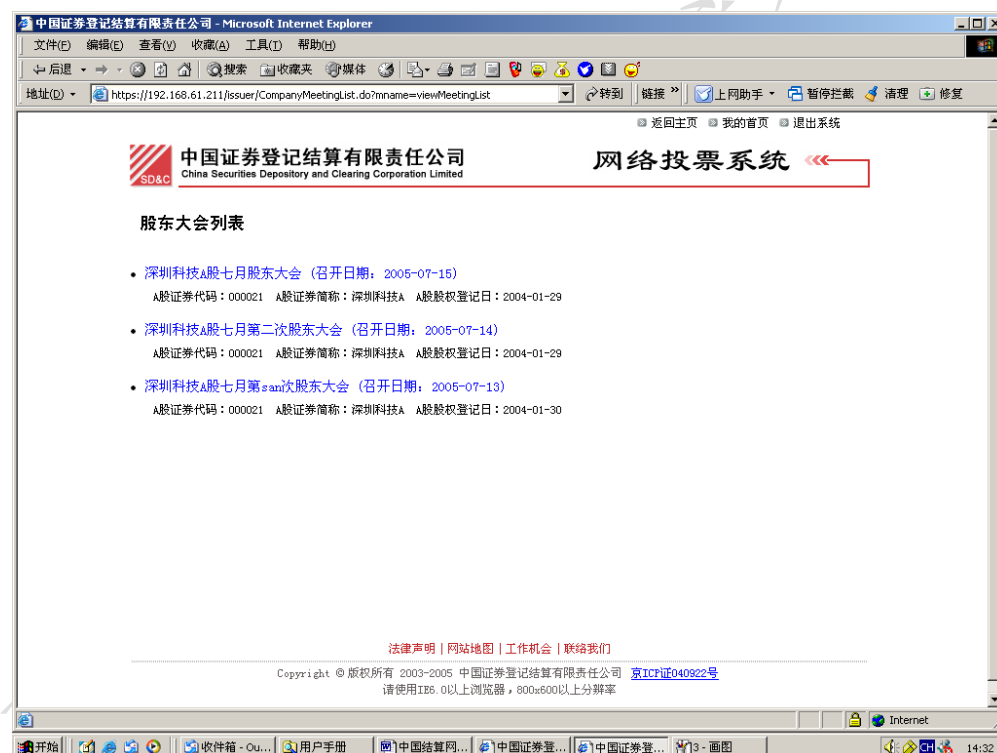 中国证券登记结算有限责任公司 - Microsoft Internet Explorer
文件(F) 编辑(E) 查看(V) 收藏(A) 工具(T) 帮助(H)
后退 搜索 收藏夹 媒体
地址(D) https://192.168.61.211/issuer/CompanyMeetingList.do?mname=viewMeetingList 转到 链接 » 上网助手 暂停拦截 清理 修复
返回主页 我的首页 退出系统
中国证券登记结算有限责任公司 网络投票系统
SD&C China Securities Depository and Clearing Corporation Limited
股东大会列表
• 深圳科技A股七月股东大会 (召开日期: 2005-07-15)
A股证券代码:000021 A股证券简称:深圳科技A A股股权登记日:2004-01-29
• 深圳科技A股七月第二次股东大会 (召开日期: 2005-07-14)
A股证券代码:000021 A股证券简称:深圳科技A A股股权登记日:2004-01-29
• 深圳科技A股七月第san次股东大会 (召开日期: 2005-07-13)
A股证券代码:000021 A股证券简称:深圳科技A A股股权登记日:2004-01-30
法律声明 | 网站地图 | 工作机会 | 联络我们
Copyright © 版权所有 2003-2005 中国证券登记结算有限责任公司 京ICP证040922号
请使用IE6.0以上浏览器,800x600以上分辨率
Internet
开始 收件箱 - Ou... 用户手册 中国结算网... 中国证券登... 中国证券登... 3 - 画图 CH 14:32